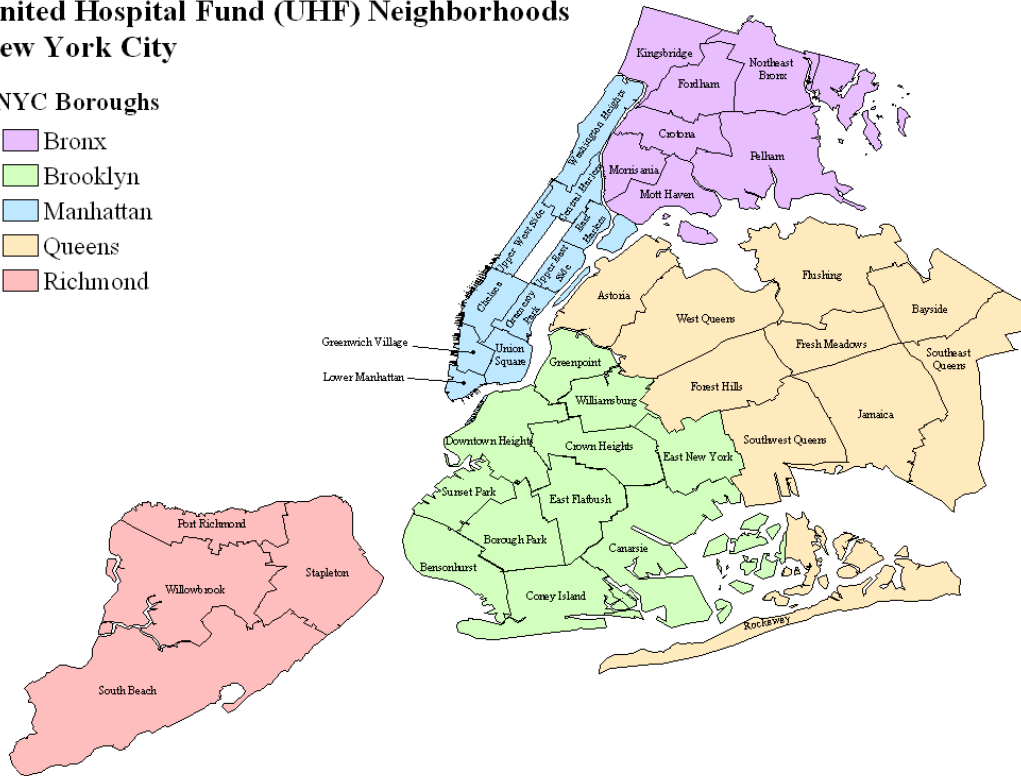 nited Hospital Fund (UHF) Neighborhoods
ew York City
NYC Boroughs
Bronx
Brooklyn
Manhattan
Queens
Richmond
Kingsbridge
Northeast
Bronx
Fordham
Washington Heights
Crotona
Pelham
Morrisania
Mott Haven
Central Harlem
East
Harlem
Upper West Side
Upper East
Side
Chelsea
Gramercy
Park
Greenwich Village
Union
Square
Lower Manhattan
Flushing
Astoria
West Queens
Bayside
Fresh Meadows
Southeast
Queens
Forest Hills
Jamaica
Southwest Queens
Greenpoint
Williamsburg
Downtown Heights
Crown Heights
East New York
Sunset Park
East Flatbush
Borough Park
Canarsie
Bensonhurst
Coney Island
Rockaway
Port Richmond
Stapleton
Willowbrook
South Beach